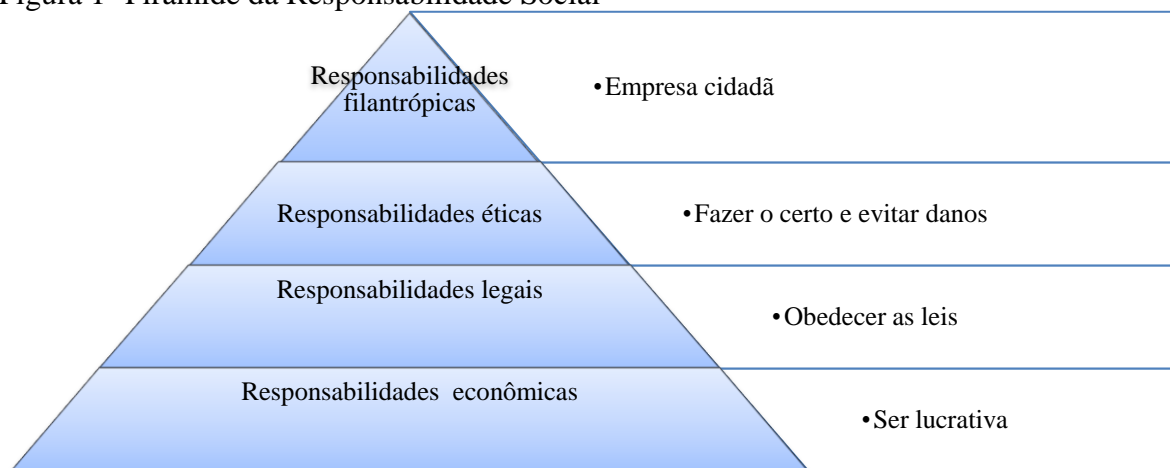 Figura 1- Pirâmide da Responsabilidade Social
Responsabilidades
filantrópicas
•Empresa cidadã
Responsabilidades éticas
•Fazer o certo e evitar danos
Responsabilidades legais
•Obedecer as leis
Responsabilidades  econômicas
•Ser lucrativa